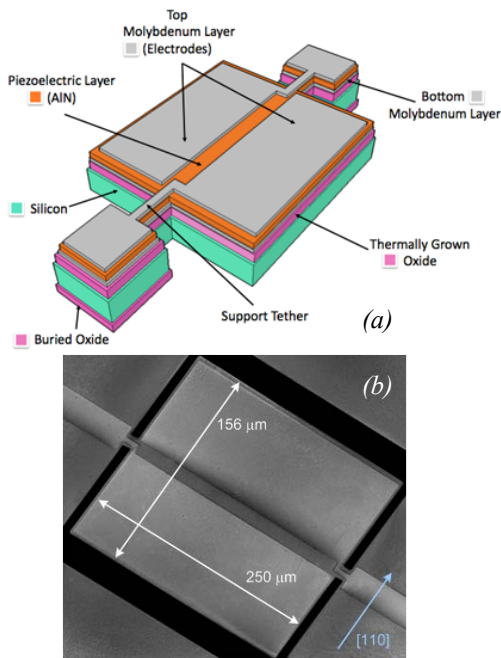 Top
Molybdenum Layer
(Electrodes)
Piezoelectric Layer
(AlN)
Bottom
Molybdenum Layer
Silicon
Thermally Grown
Oxide
Support Tether
(a)
Buried Oxide
(b)
156 μm
250 μm
[110]